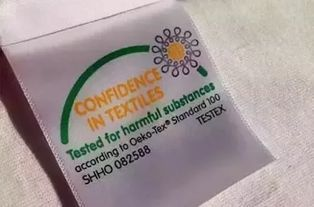 CONFIDENCE
IN TEXTILES
Tested for harmful substances
according to Oeko-Tex® Standard 100
SHHO 082588 TESTEX